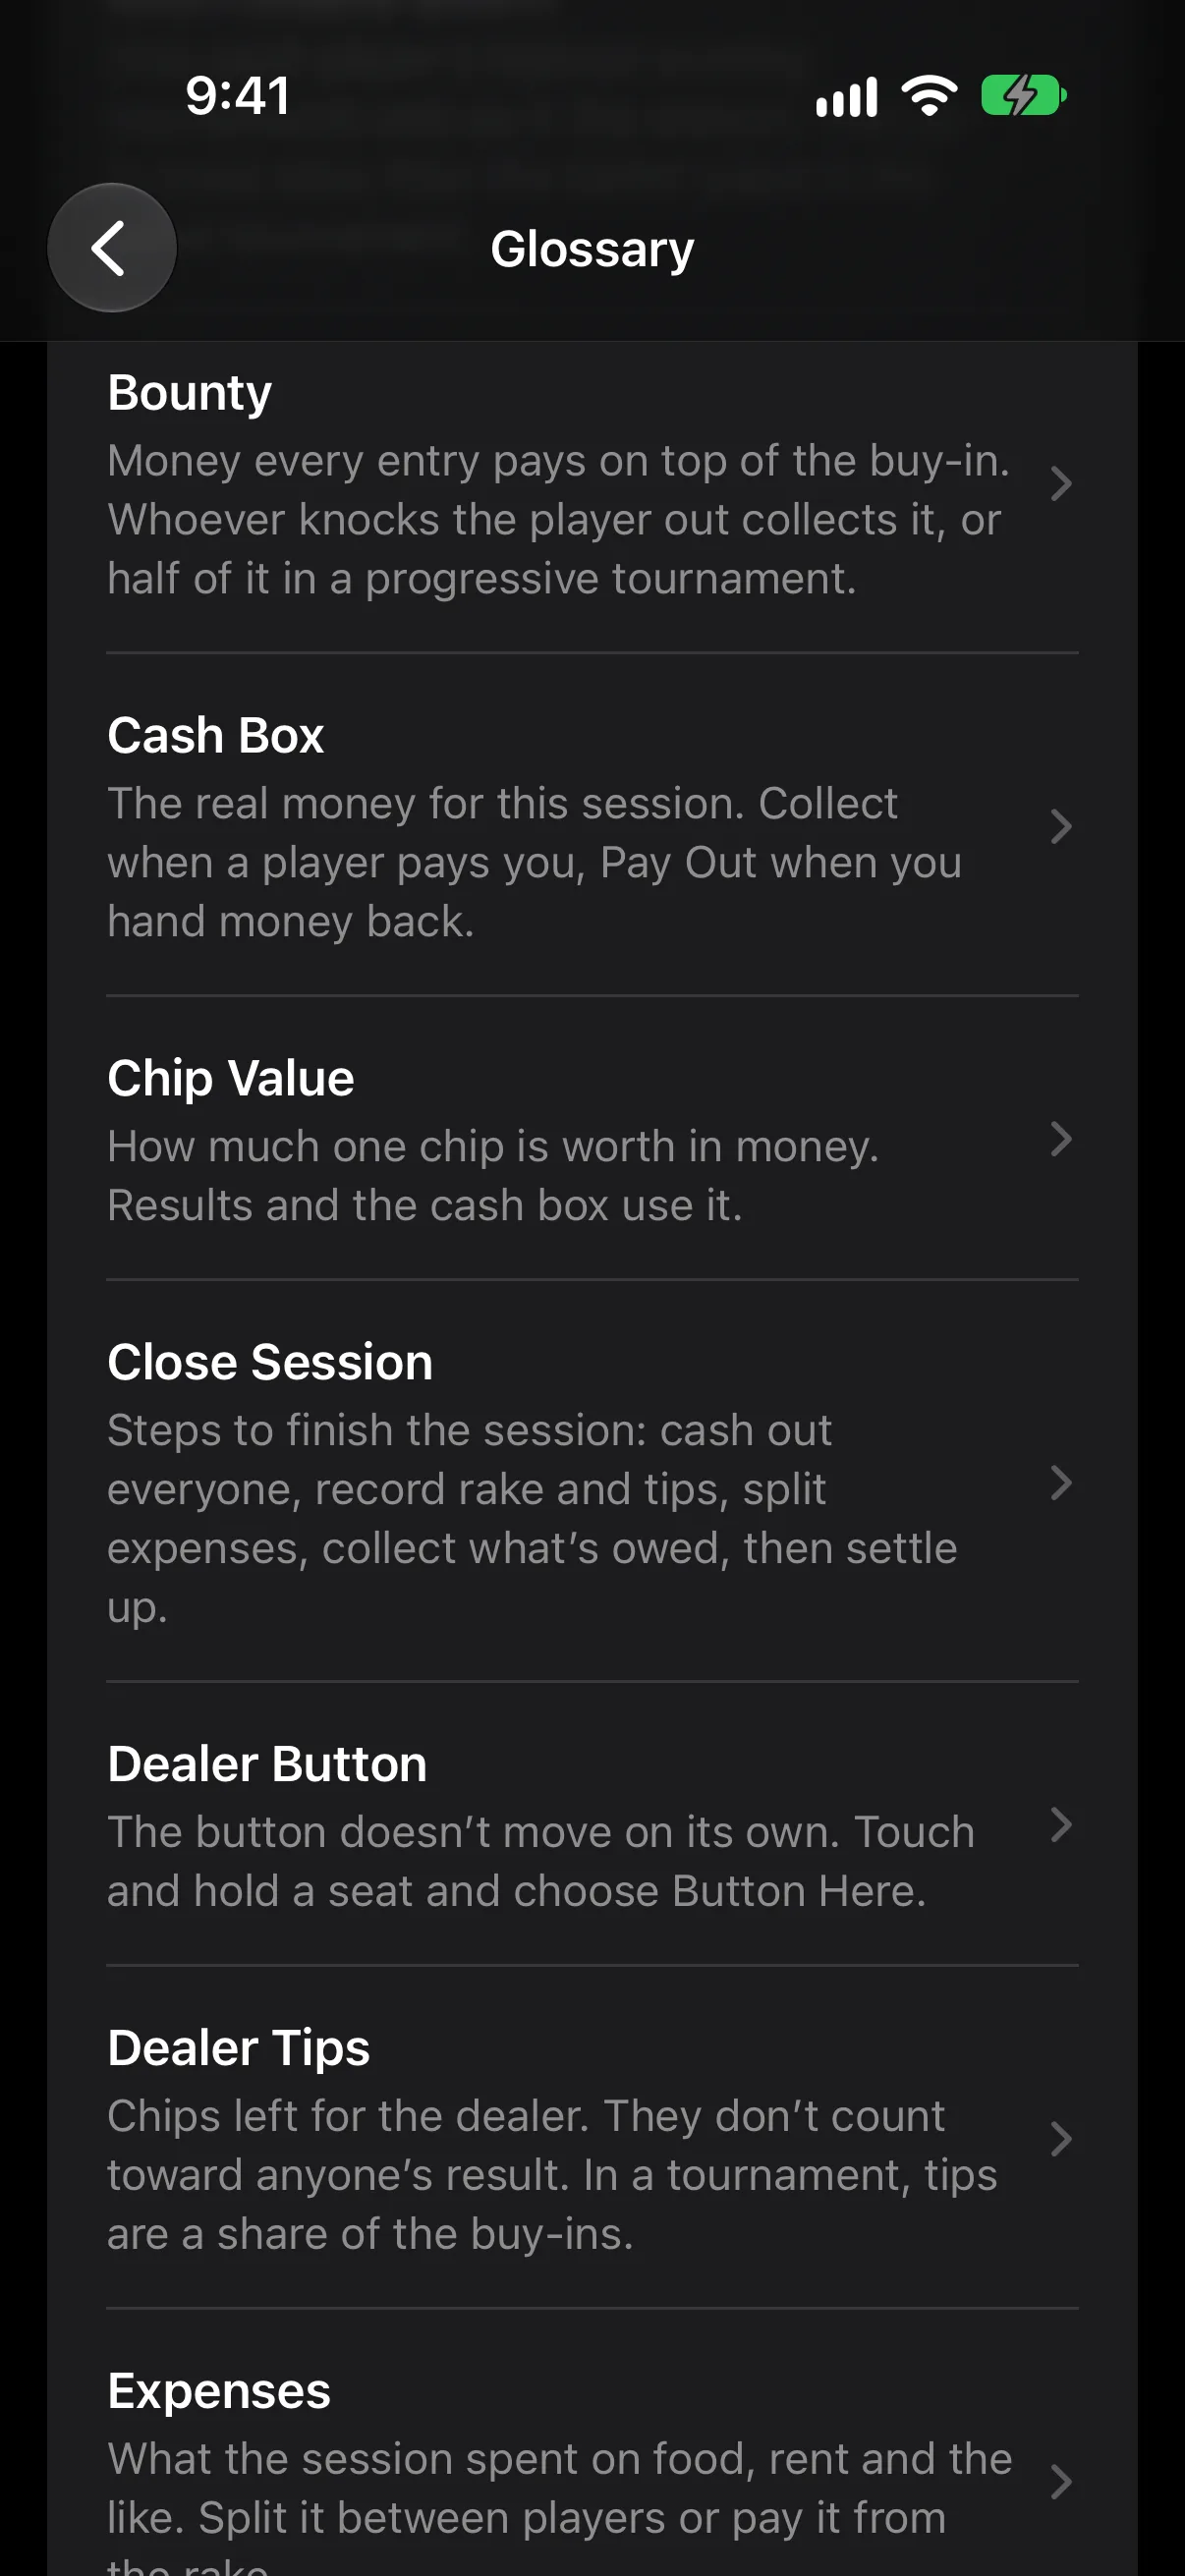 9:41
Glossary
Bounty
Money every entry pays on top of the buy-in.
Whoever knocks the player out collects it, or
half of it in a progressive tournament.
Cash Box
The real money for this session. Collect
when a player pays you, Pay Out when you
hand money back.
Chip Value
How much one chip is worth in money.
Results and the cash box use it.
Close Session
Steps to finish the session: cash out
everyone, record rake and tips, split
expenses, collect what’s owed, then settle
up.
Dealer Button
The button doesn’t move on its own. Touch
and hold a seat and choose Button Here.
Dealer Tips
Chips left for the dealer. They don’t count
toward anyone’s result. In a tournament, tips
are a share of the buy-ins.
Expenses
What the session spent on food, rent and the
like. Split it between players or pay it from
the rake